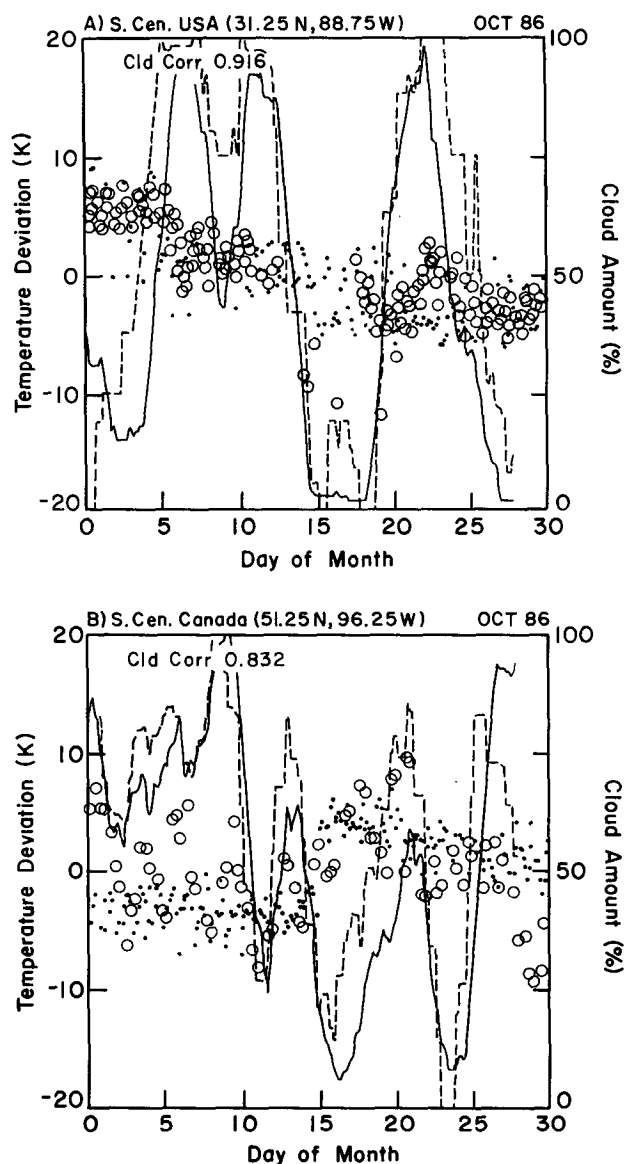 A) S. Cen. USA (31.25 N, 88.75 W) OCT 86
Cld Corr 0.916
20
10
0
-10
-20
Temperature Deviation (K)
100
50
0
Cloud Amount (%)
0 5 10 15 20 25 30
Day of Month
B) S. Cen. Canada (51.25 N, 96.25 W) OCT 86
Cld Corr 0.832
20
10
0
-10
-20
Temperature Deviation (K)
100
50
0
Cloud Amount (%)
0 5 10 15 20 25 30
Day of Month